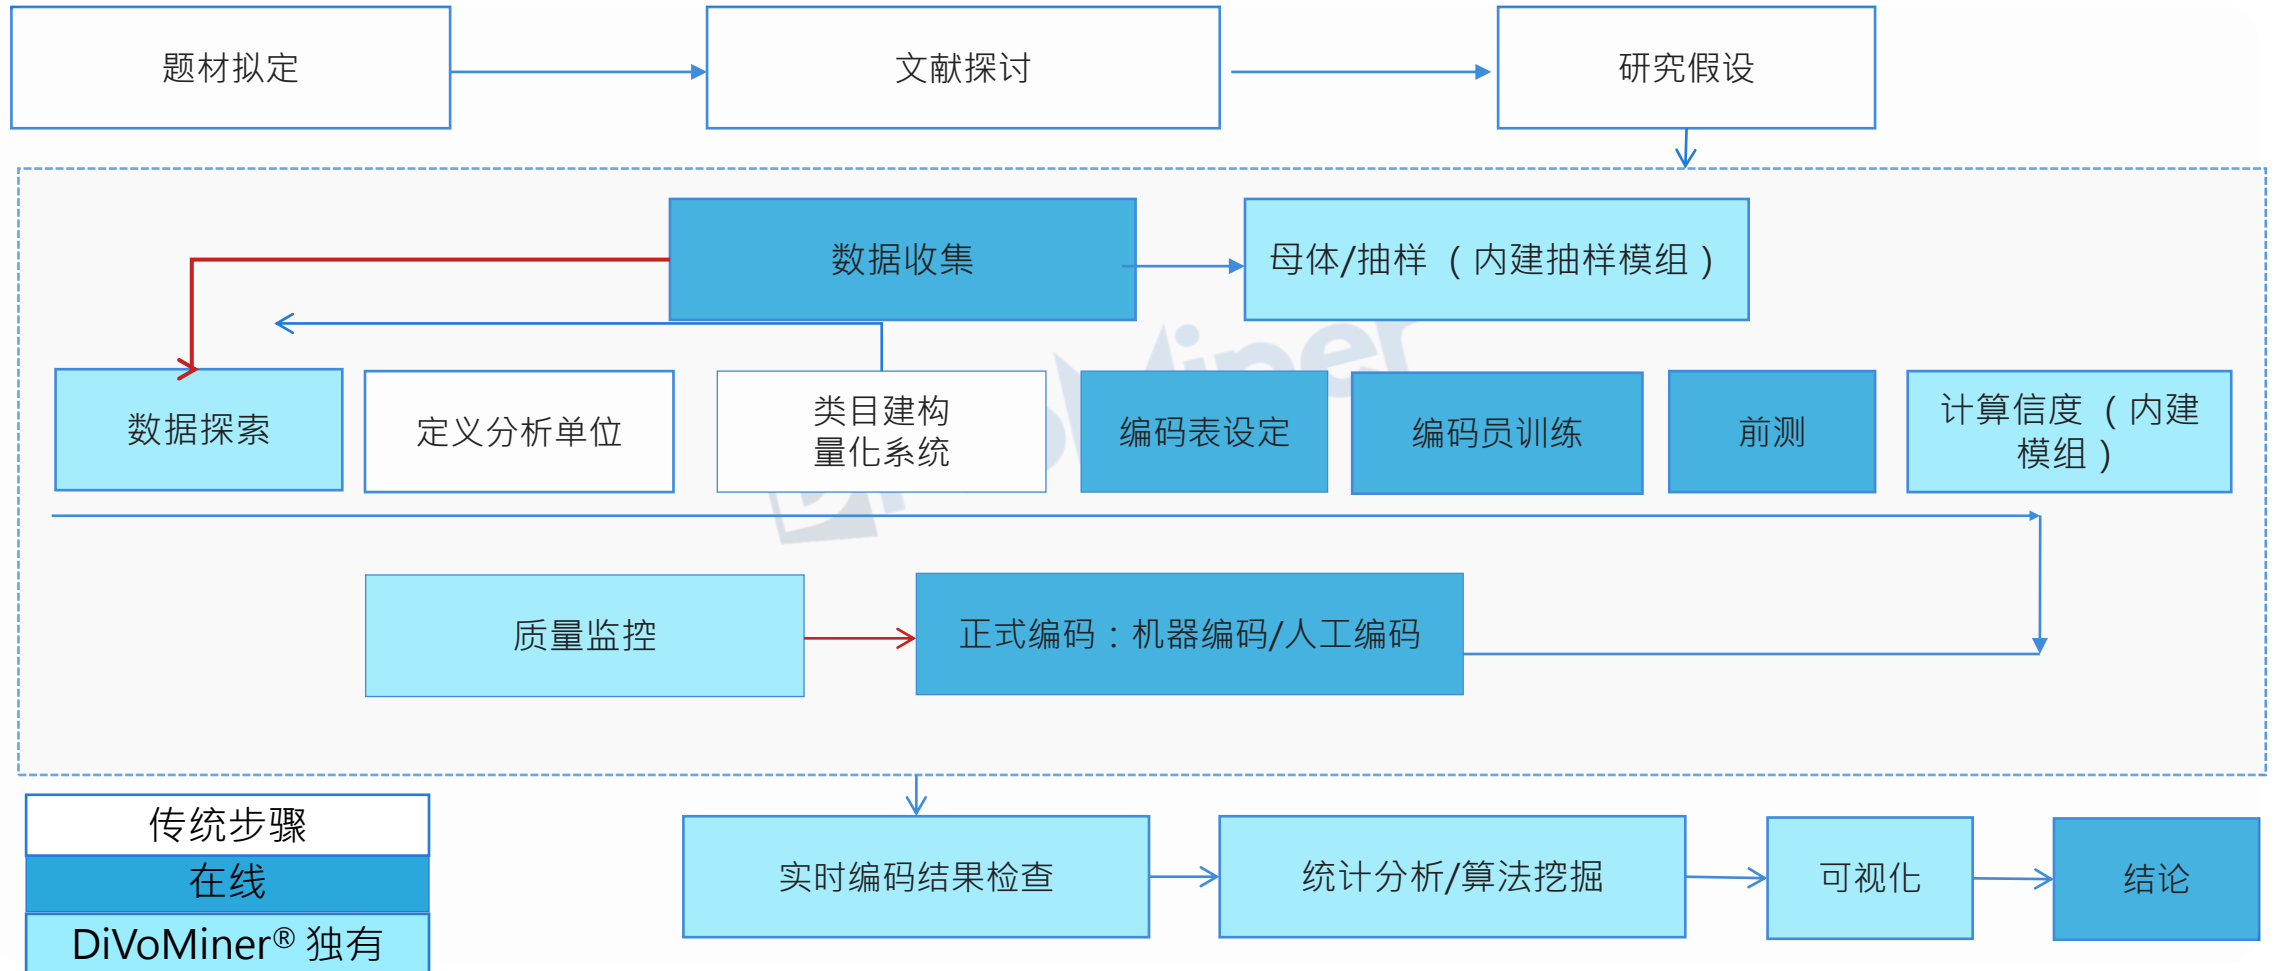 题材拟定
文献探讨
研究假设
数据收集
母体/抽样（内建抽样模组）
数据探索
定义分析单位
类目建构
量化系统
编码表设定
编码员训练
前测
计算信度（内建
模组）
质量监控
正式编码：机器编码/人工编码
传统步骤
在线
DiVoMiner® 独有
实时编码结果检查
统计分析/算法挖掘
可视化
结论